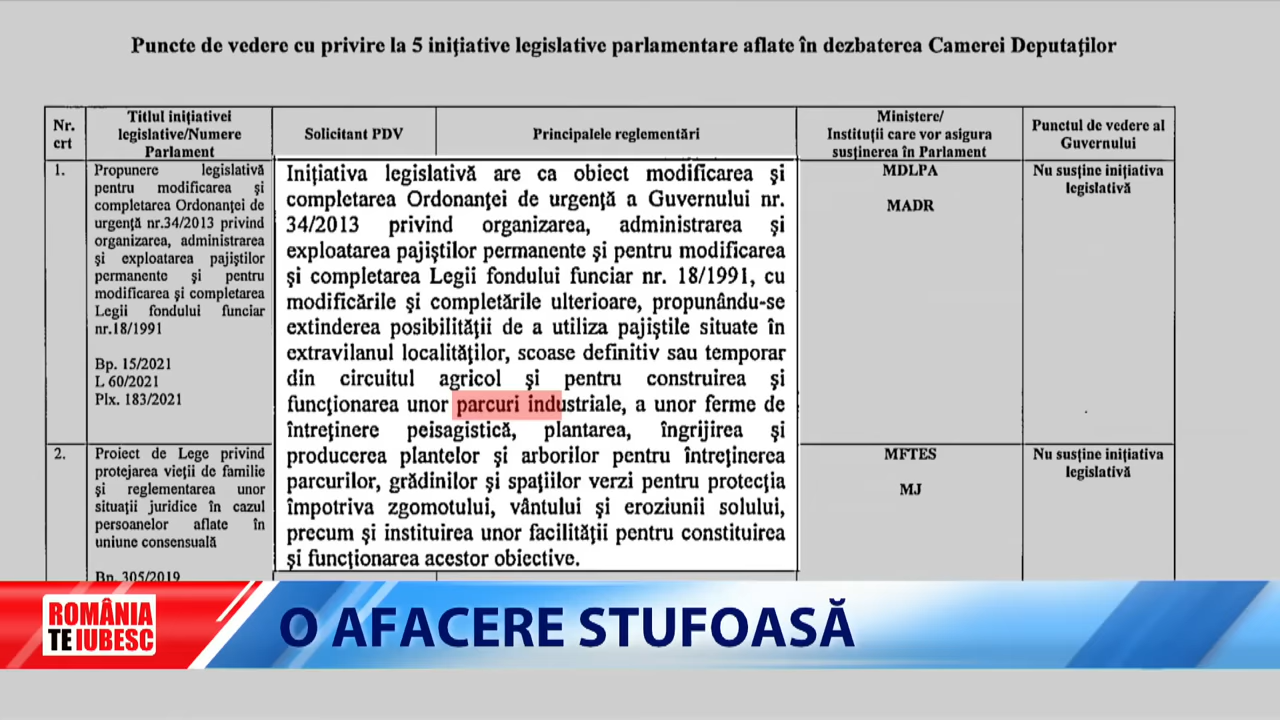 Puncte de vedere cu privire la 5 inițiative legislative parlamentare aflate în dezbaterea Camerei Deputaților
Nr.
crt
Titlul inițiativei
legislative/Numere
Parlament
Solicitant PDV
Principalele reglementări
Ministere/
Instituții care vor asigura
susținerea în Parlament
Punctul de vedere al
Guvernului
1.
Propunere legislativă
pentru modificarea și
completarea Ordonanței de
urgență nr.34/2013 privind
organizarea, administrarea
și exploatarea pajiștilor
permanente și pentru
modificarea și completarea
Legii fondului funciar
nr.18/1991
Bp. 15/2021
L 60/2021
Plx. 183/2021
Inițiativa legislativă are ca obiect modificarea și
completarea Ordonanței de urgență a Guvernului nr.
34/2013 privind organizarea, administrarea și
exploatarea pajiștilor permanente și pentru modificarea
și completarea Legii fondului funciar nr. 18/1991, cu
modificările și completările ulterioare, propunându-se
extinderea posibilității de a utiliza pajiștile situate în
extravilanul localităților, scoase definitiv sau temporar
din circuitul agricol și pentru construirea și
funcționarea unor parcuri industriale, a unor ferme de
întreținere peisagistică, plantarea, îngrijirea și
producerea plantelor și arborilor pentru întreținerea
parcurilor, grădinilor și spațiilor verzi pentru protecția
împotriva zgomotului, vântului și eroziunii solului,
precum și instituirea unor facilități pentru constituirea
și funcționarea acestor obiective.
MDLPA
MADR
Nu susține inițiativa
legislativă
2.
Proiect de Lege privind
protejarea vieții de familie
și reglementarea unor
situații juridice în cazul
persoanelor aflate în
uniune consensuală
Bp. 305/2019
MFTES
MJ
Nu susține inițiativa
legislativă
ROMÂNIA
TE IUBESC
O AFACERE STUFOASĂ